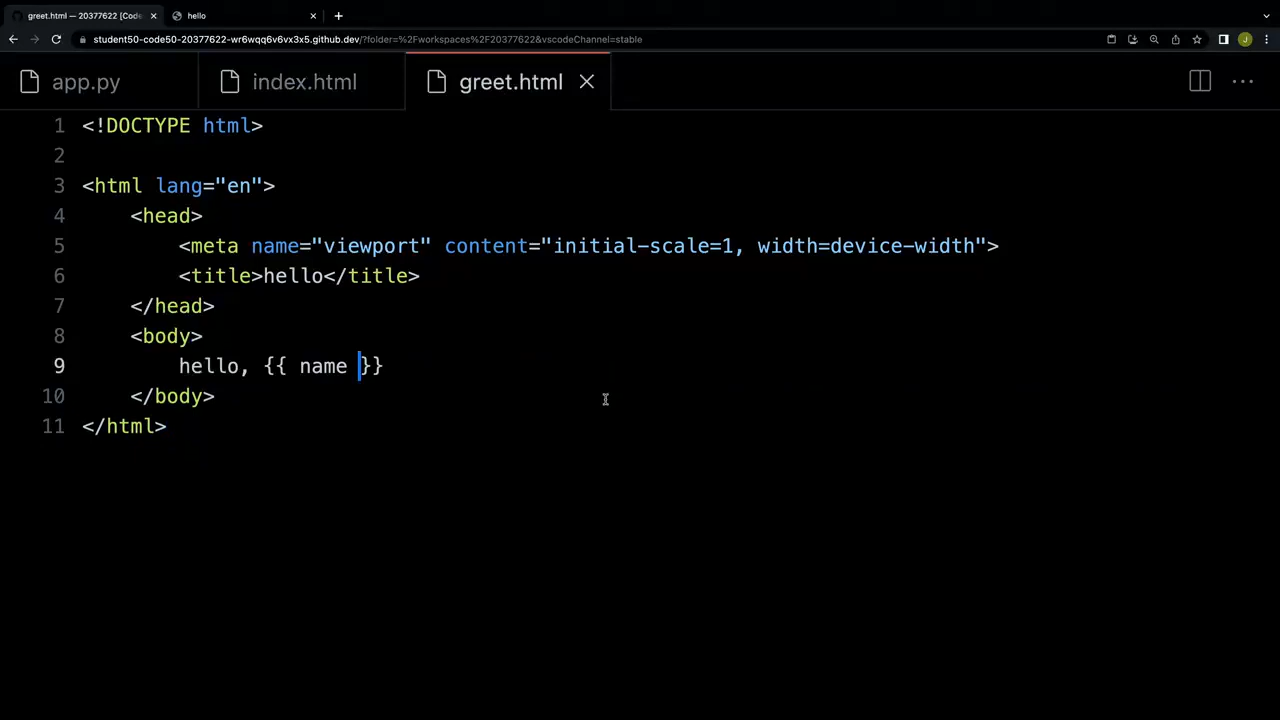 greet.html — 20377622 [Code
hello
student50-code50-20377622-wr6wqq6v6vx3x5.github.dev/?folder=%2Fworkspaces%2F20377622&vscodeChannel=stable
J
app.py
index.html
greet.html
1 <!DOCTYPE html>
2
3 <html lang="en">
4 <head>
5 <meta name="viewport" content="initial-scale=1, width=device-width">
6 <title>hello</title>
7 </head>
8 <body>
9 hello, {{ name }}
10 </body>
11 </html>